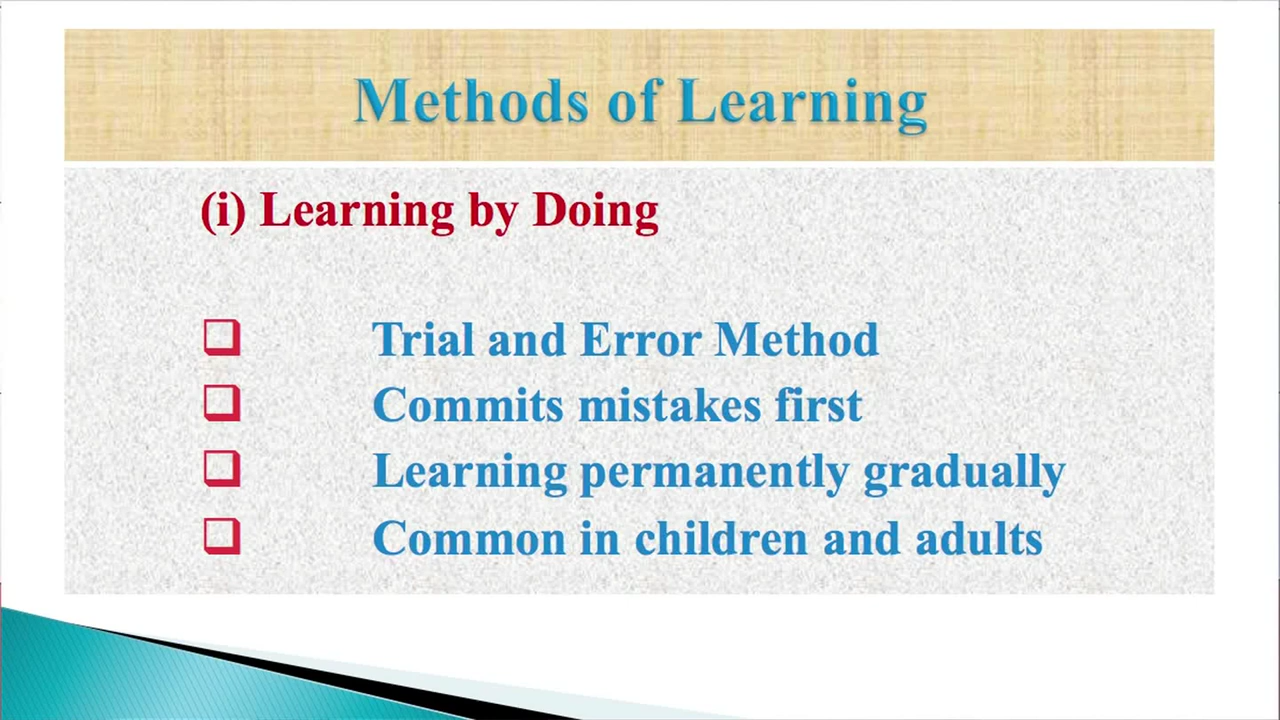 Methods of Learning
(i) Learning by Doing
Trial and Error Method
Commits mistakes first
Learning permanently gradually
Common in children and adults